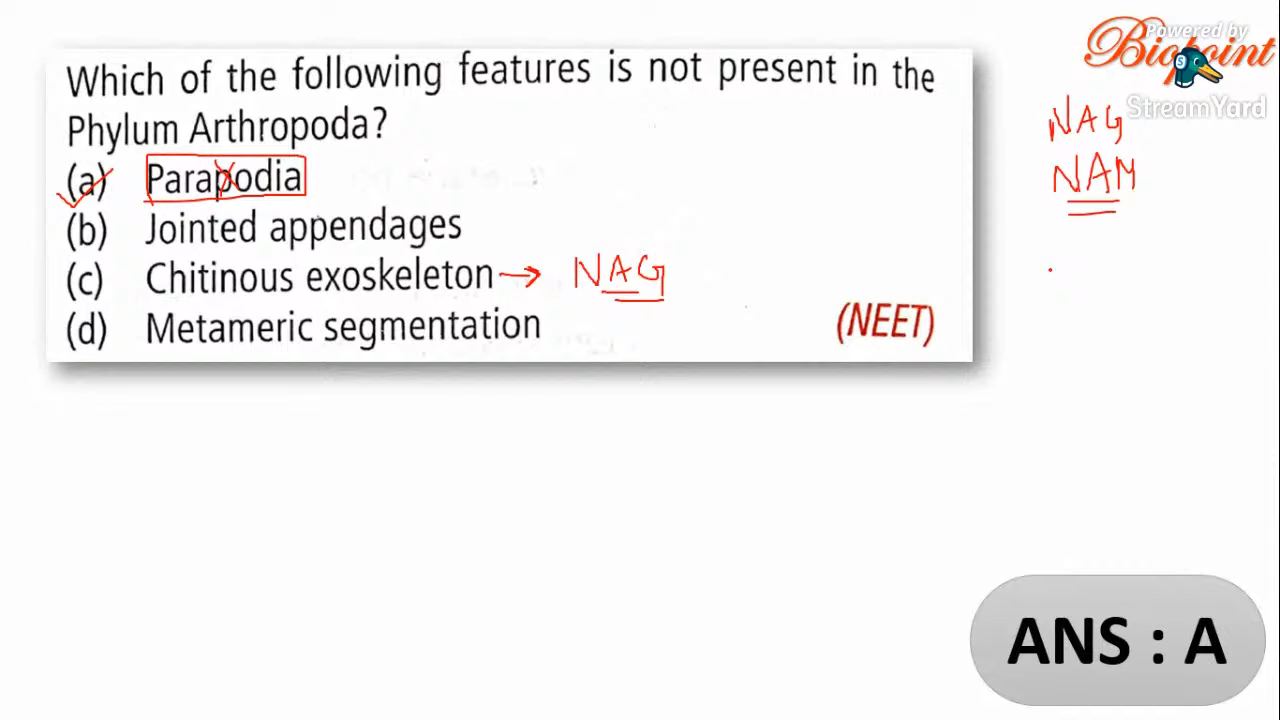 Powered by
Biopoint
StreamYard
Which of the following features is not present in the
Phylum Arthropoda?
(a) Parapodia
(b) Jointed appendages
(c) Chitinous exoskeleton → NAG
(d) Metameric segmentation
(NEET)
NAG
NAM
ANS : A